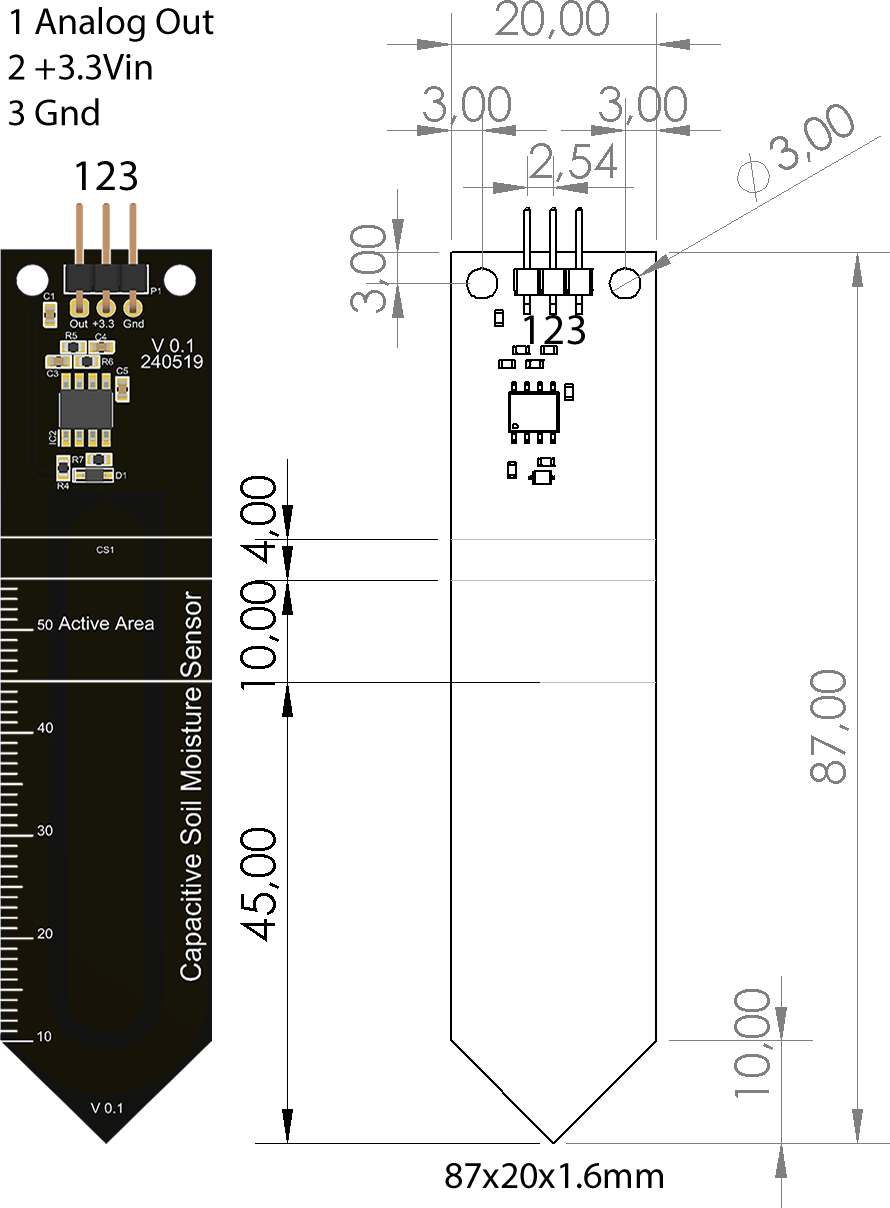 1 Analog Out
2 +3.3Vin
3 Gnd
123
P1
C1
Out +3.3 Gnd
R5 C4
V 0.1
240519
C3 R6
C5
IC2
R7
R4 D1
CS1
50 Active Area
40
30
20
10
Capacitive Soil Moisture Sensor
V 0.1
20,00
3,00 3,00
2,54
3,00
3,00
123
4,00
10,00
45,00
87,00
10,00
87x20x1.6mm